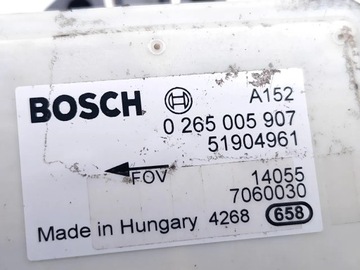 BOSCH A152
0 265 005 907
51904961
FOV 14055
7060030
Made in Hungary 4268 658